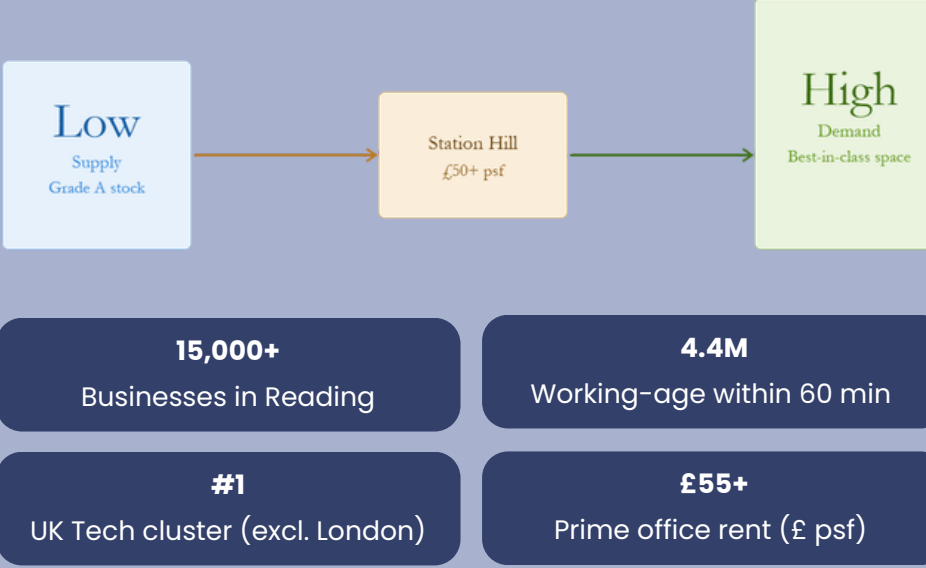 Low
Supply
Grade A stock
Station Hill
£50+ psf
High
Demand
Best-in-class space
15,000+
Businesses in Reading
4.4M
Working-age within 60 min
#1
UK Tech cluster (excl. London)
£55+
Prime office rent (£ psf)